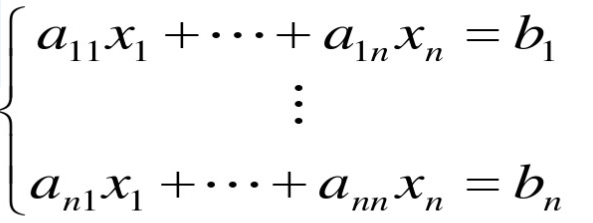 a₁₁x₁ + ⋯ + a₁ₙxₙ = b₁
⋮
aₙ₁x₁ + ⋯ + aₙₙxₙ = bₙ